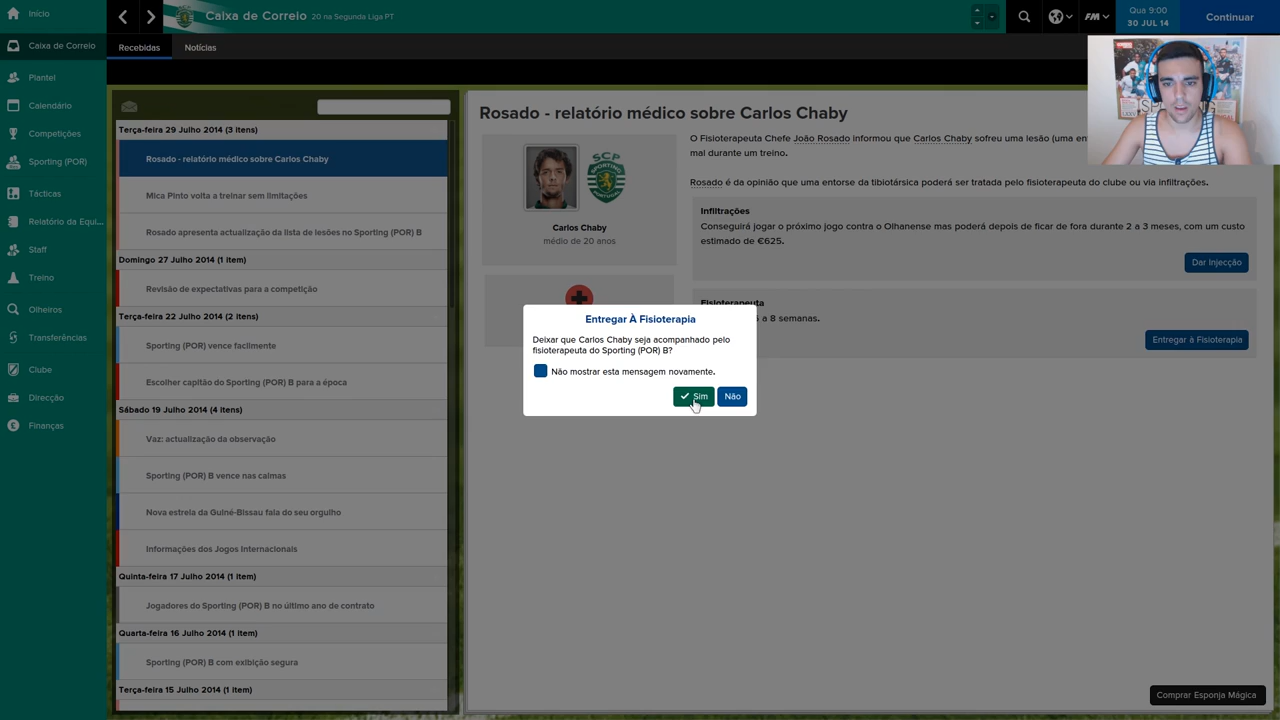 Início
Caixa de Correio
20 na Segunda Liga PT
FM
Qua 9:00
30 JUL 14
Continuar
Caixa de Correio
Recebidas
Notícias
Plantel
Calendário
Competições
Sporting (POR)
Tácticas
Relatório da Equi...
Staff
Treino
Olheiros
Transferências
Clube
Direcção
Finanças
Terça-feira 29 Julho 2014 (3 itens)
Rosado - relatório médico sobre Carlos Chaby
Mica Pinto volta a treinar sem limitações
Rosado apresenta actualização da lista de lesões no Sporting (POR) B
Domingo 27 Julho 2014 (1 item)
Revisão de expectativas para a competição
Terça-feira 22 Julho 2014 (2 itens)
Sporting (POR) vence facilmente
Escolher capitão do Sporting (POR) B para a época
Sábado 19 Julho 2014 (4 itens)
Vaz: actualização da observação
Sporting (POR) B vence nas calmas
Nova estrela da Guiné-Bissau fala do seu orgulho
Informações dos Jogos Internacionais
Quinta-feira 17 Julho 2014 (1 item)
Jogadores do Sporting (POR) B no último ano de contrato
Quarta-feira 16 Julho 2014 (1 item)
Sporting (POR) B com exibição segura
Terça-feira 15 Julho 2014 (1 item)
Rosado - relatório médico sobre Carlos Chaby
SCP
SPORTING
PORTUGAL
Carlos Chaby
médio de 20 anos
O Fisioterapeuta Chefe João Rosado informou que Carlos Chaby sofreu uma lesão (uma ento
mal durante um treino.
Rosado é da opinião que uma entorse da tibiotársica poderá ser tratada pelo fisioterapeuta do clube ou via infiltrações.
Infiltrações
Conseguirá jogar o próximo jogo contra o Olhanense mas poderá depois de ficar de fora durante 2 a 3 meses, com um custo
estimado de €625.
Dar Injecção
Fisioterapeuta
a 8 semanas.
Entregar à Fisioterapia
Entregar À Fisioterapia
Deixar que Carlos Chaby seja acompanhado pelo
fisioterapeuta do Sporting (POR) B?
Não mostrar esta mensagem novamente.
Sim
Não
Comprar Esponja Mágica